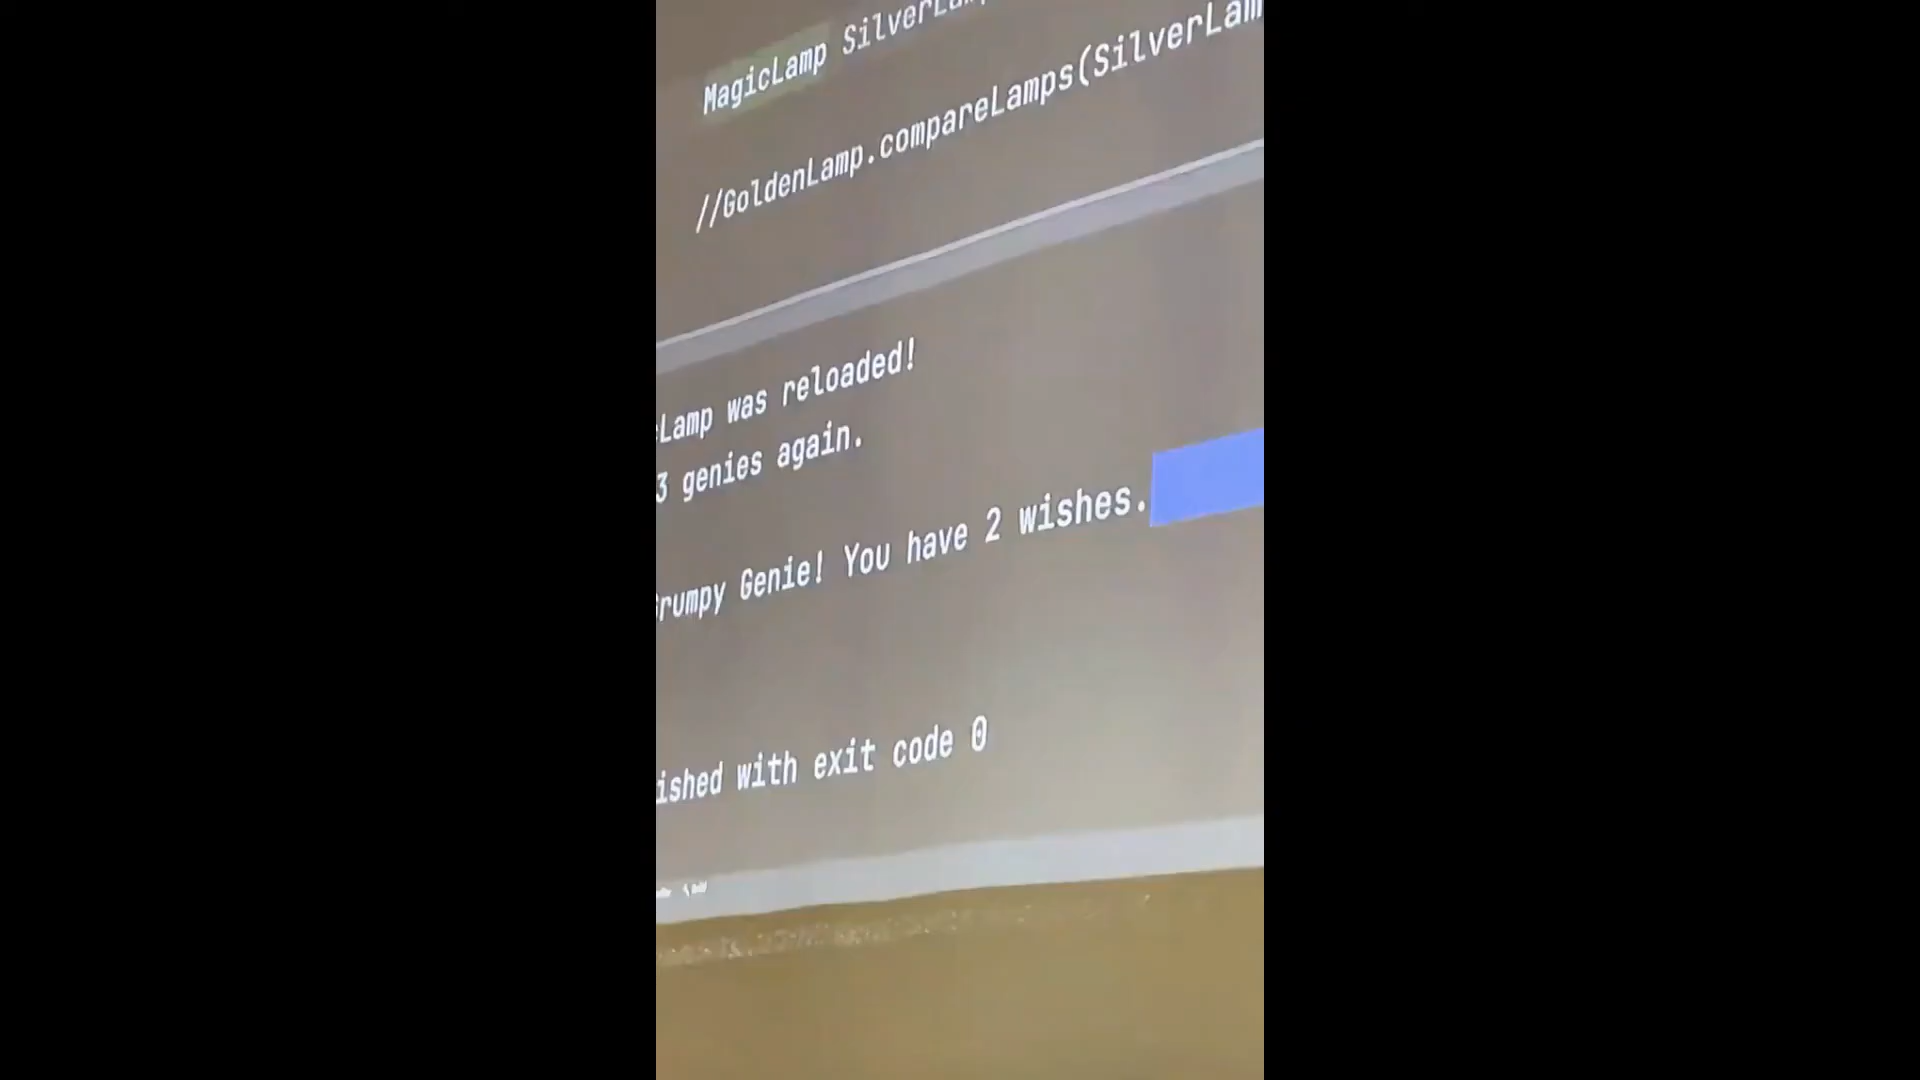 MagicLamp SilverLamp
//GoldenLamp.compareLamps(SilverLam
Lamp was reloaded!
3 genies again.
rumpy Genie! You have 2 wishes.
ished with exit code 0